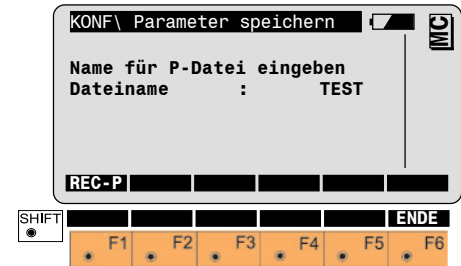 KONF\ Parameter speichern
MC
Name für P-Datei eingeben
Dateiname : TEST
REC-P
SHIFT ENDE
F1 F2 F3 F4 F5 F6